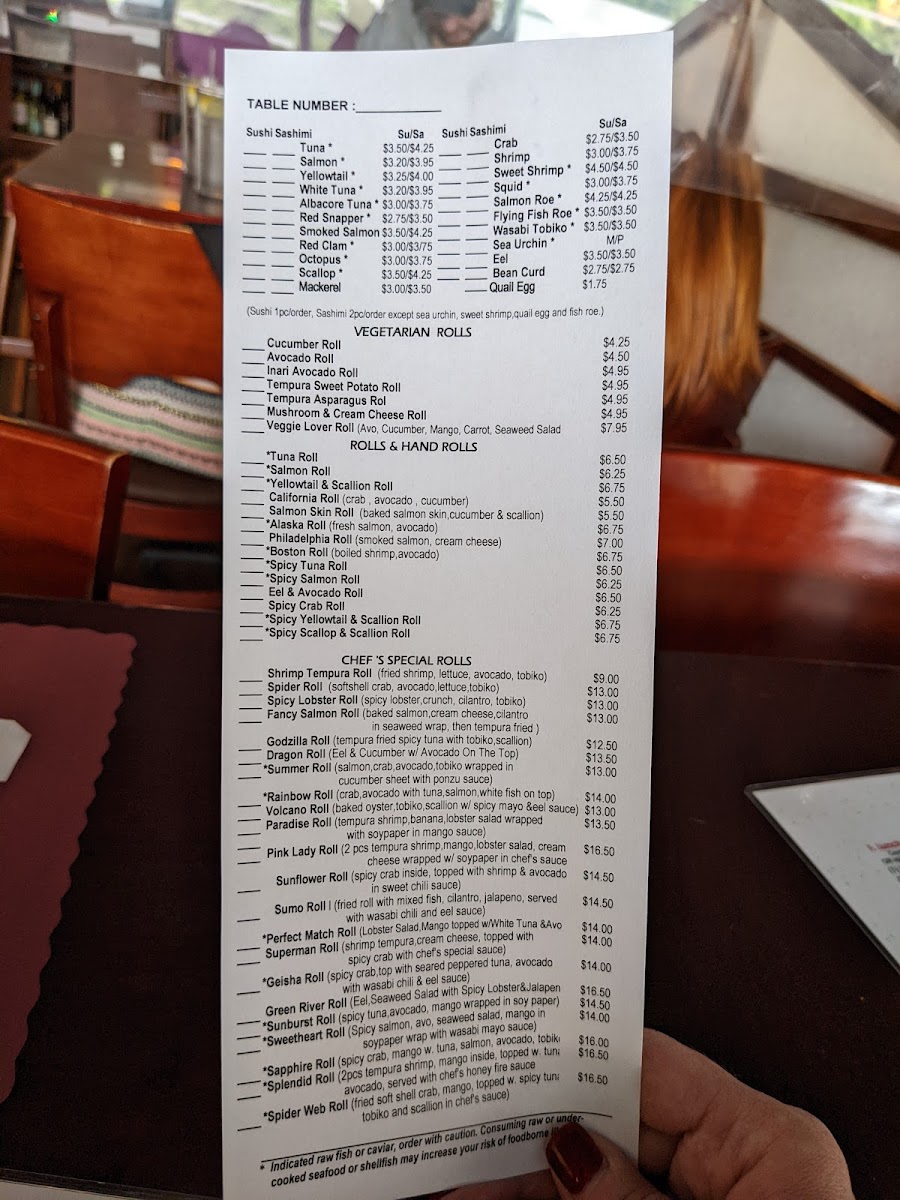 TABLE NUMBER :
Sushi Sashimi Su/Sa Sushi Sashimi Su/Sa
Tuna * $3.50/$4.25 Crab $2.75/$3.50
Salmon * $3.20/$3.95 Shrimp $3.00/$3.75
Yellowtail * $3.25/$4.00 Sweet Shrimp * $4.50/$4.50
White Tuna * $3.20/$3.95 Squid * $3.00/$3.75
Albacore Tuna * $3.00/$3.75 Salmon Roe * $4.25/$4.25
Red Snapper * $2.75/$3.50 Flying Fish Roe * $3.50/$3.50
Smoked Salmon $3.50/$4.25 Wasabi Tobiko * $3.50/$3.50
Red Clam * $3.00/$3/75 Sea Urchin * M/P
Octopus * $3.00/$3.75 Eel $3.50/$3.50
Scallop * $3.50/$4.25 Bean Curd $2.75/$2.75
Mackerel $3.00/$3.50 Quail Egg $1.75
(Sushi 1pc/order, Sashimi 2pc/order except sea urchin, sweet shrimp,quail egg and fish roe.)
VEGETARIAN ROLLS
Cucumber Roll $4.25
Avocado Roll $4.50
Inari Avocado Roll $4.95
Tempura Sweet Potato Roll $4.95
Tempura Asparagus Rol $4.95
Mushroom & Cream Cheese Roll $4.95
Veggie Lover Roll (Avo, Cucumber, Mango, Carrot, Seaweed Salad $7.95
ROLLS & HAND ROLLS
*Tuna Roll $6.50
*Salmon Roll $6.25
*Yellowtail & Scallion Roll $6.75
California Roll (crab , avocado , cucumber) $5.50
Salmon Skin Roll (baked salmon skin,cucumber & scallion) $5.50
*Alaska Roll (fresh salmon, avocado) $6.75
Philadelphia Roll (smoked salmon, cream cheese) $7.00
*Boston Roll (boiled shrimp,avocado) $6.75
*Spicy Tuna Roll $6.50
*Spicy Salmon Roll $6.25
Eel & Avocado Roll $6.50
Spicy Crab Roll $6.25
*Spicy Yellowtail & Scallion Roll $6.75
*Spicy Scallop & Scallion Roll $6.75
CHEF 'S SPECIAL ROLLS
Shrimp Tempura Roll (fried shrimp, lettuce, avocado, tobiko) $9.00
Spider Roll (softshell crab, avocado,lettuce,tobiko) $13.00
Spicy Lobster Roll (spicy lobster,crunch, cilantro, tobiko) $13.00
Fancy Salmon Roll (baked salmon,cream cheese,cilantro $13.00
in seaweed wrap, then tempura fried )
Godzilla Roll (tempura fried spicy tuna with tobiko,scallion) $12.50
Dragon Roll (Eel & Cucumber w/ Avocado On The Top) $13.50
*Summer Roll (salmon,crab,avocado,tobiko wrapped in $13.00
cucumber sheet with ponzu sauce)
*Rainbow Roll (crab,avocado with tuna,salmon,white fish on top) $14.00
Volcano Roll (baked oyster,tobiko,scallion w/ spicy mayo &eel sauce) $13.00
Paradise Roll (tempura shrimp,banana,lobster salad wrapped $13.50
with soypaper in mango sauce)
Pink Lady Roll (2 pcs tempura shrimp,mango,lobster salad, cream $16.50
cheese wrapped w/ soypaper in chef's sauce
Sunflower Roll (spicy crab inside, topped with shrimp & avocado $14.50
in sweet chili sauce)
Sumo Roll l (fried roll with mixed fish, cilantro, jalapeno, served $14.50
with wasabi chili and eel sauce)
*Perfect Match Roll (Lobster Salad,Mango topped w/White Tuna &Avo $14.00
Superman Roll (shrimp tempura,cream cheese, topped with $14.00
spicy crab with chef's special sauce)
*Geisha Roll (spicy crab,top with seared peppered tuna, avocado $14.00
with wasabi chili & eel sauce)
Green River Roll (Eel,Seaweed Salad with Spicy Lobster&Jalapen $16.50
*Sunburst Roll (spicy tuna,avocado, mango wrapped in soy paper) $14.50
*Sweetheart Roll (Spicy salmon, avo, seaweed salad, mango in $14.00
soypaper wrap with wasabi mayo sauce)
*Sapphire Roll (spicy crab, mango w. tuna, salmon, avocado, tobik $16.00
*Splendid Roll (2pcs tempura shrimp, mango inside, topped w. tuna $16.50
avocado, served with chef's honey fire sauce
*Spider Web Roll (fried soft shell crab, mango, topped w. spicy tuna $16.50
tobiko and scallion in chef's sauce)
* Indicated raw fish or caviar, order with caution. Consuming raw or under-
cooked seafood or shellfish may increase your risk of foodborne